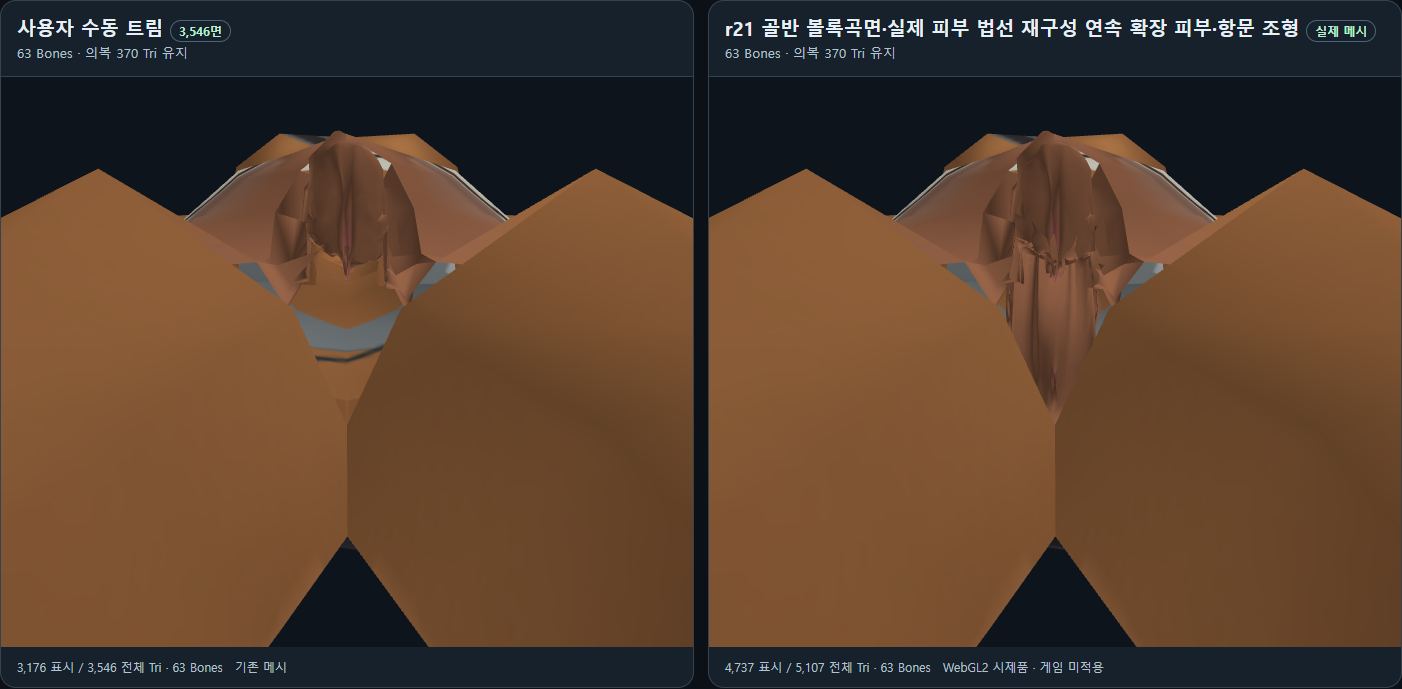 사용자 수동 트림 3,546면
63 Bones · 의복 370 Tri 유지
3,176 표시 / 3,546 전체 Tri · 63 Bones 기존 메시
r21 골반 볼록곡면·실제 피부 법선 재구성 연속 확장 피부·항문 조형 실제 메시
63 Bones · 의복 370 Tri 유지
4,737 표시 / 5,107 전체 Tri · 63 Bones WebGL2 시제품 · 게임 미적용